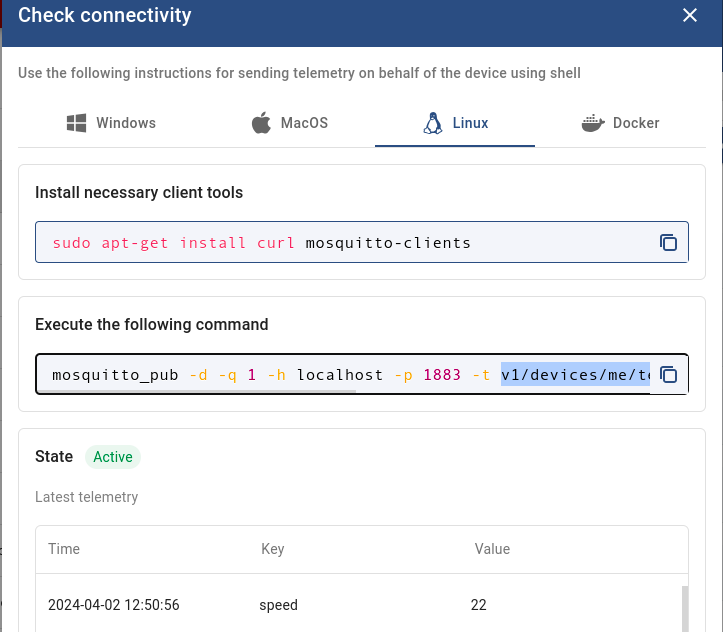 Check connectivity
Use the following instructions for sending telemetry on behalf of the device using shell
Windows MacOS Linux Docker
Install necessary client tools
sudo apt-get install curl mosquitto-clients
Execute the following command
mosquitto_pub -d -q 1 -h localhost -p 1883 -t v1/devices/me/t
State Active
Latest telemetry
Time Key Value
2024-04-02 12:50:56 speed 22